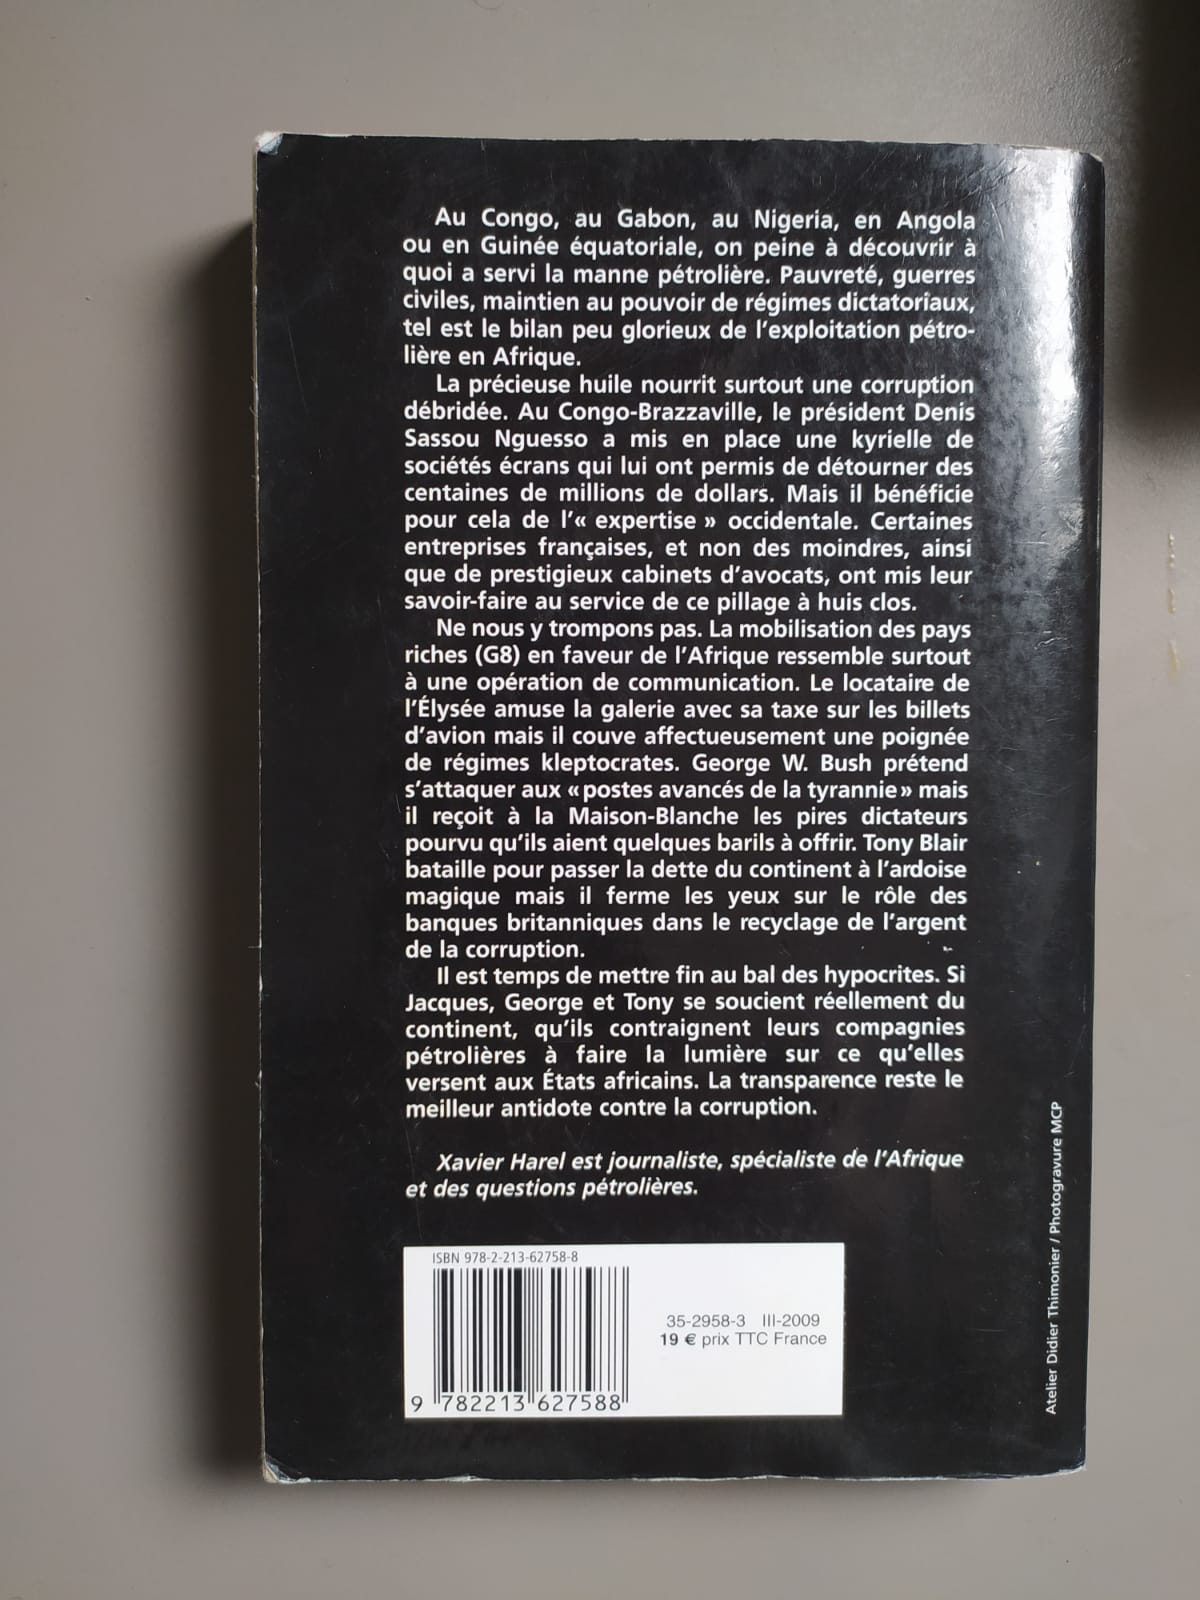 Au Congo, au Gabon, au Nigeria, en Angola
ou en Guinée équatoriale, on peine à découvrir à
quoi a servi la manne pétrolière. Pauvreté, guerres
civiles, maintien au pouvoir de régimes dictatoriaux,
tel est le bilan peu glorieux de l'exploitation pétro-
lière en Afrique.
La précieuse huile nourrit surtout une corruption
débridée. Au Congo-Brazzaville, le président Denis
Sassou Nguesso a mis en place une kyrielle de
sociétés écrans qui lui ont permis de détourner des
centaines de millions de dollars. Mais il bénéficie
pour cela de l'« expertise » occidentale. Certaines
entreprises françaises, et non des moindres, ainsi
que de prestigieux cabinets d'avocats, ont mis leur
savoir-faire au service de ce pillage à huis clos.
Ne nous y trompons pas. La mobilisation des pays
riches (G8) en faveur de l'Afrique ressemble surtout
à une opération de communication. Le locataire de
l'Élysée amuse la galerie avec sa taxe sur les billets
d'avion mais il couve affectueusement une poignée
de régimes kleptocrates. George W. Bush prétend
s'attaquer aux « postes avancés de la tyrannie » mais
il reçoit à la Maison-Blanche les pires dictateurs
pourvu qu'ils aient quelques barils à offrir. Tony Blair
bataille pour passer la dette du continent à l'ardoise
magique mais il ferme les yeux sur le rôle des
banques britanniques dans le recyclage de l'argent
de la corruption.
Il est temps de mettre fin au bal des hypocrites. Si
Jacques, George et Tony se soucient réellement du
continent, qu'ils contraignent leurs compagnies
pétrolières à faire la lumière sur ce qu'elles
versent aux États africains. La transparence reste le
meilleur antidote contre la corruption.
Xavier Harel est journaliste, spécialiste de l'Afrique
et des questions pétrolières.
ISBN 978-2-213-62758-8
9 782213 627588
35-2958-3 III-2009
19 € prix TTC France
Atelier Didier Thimonier / Photogravure MCP